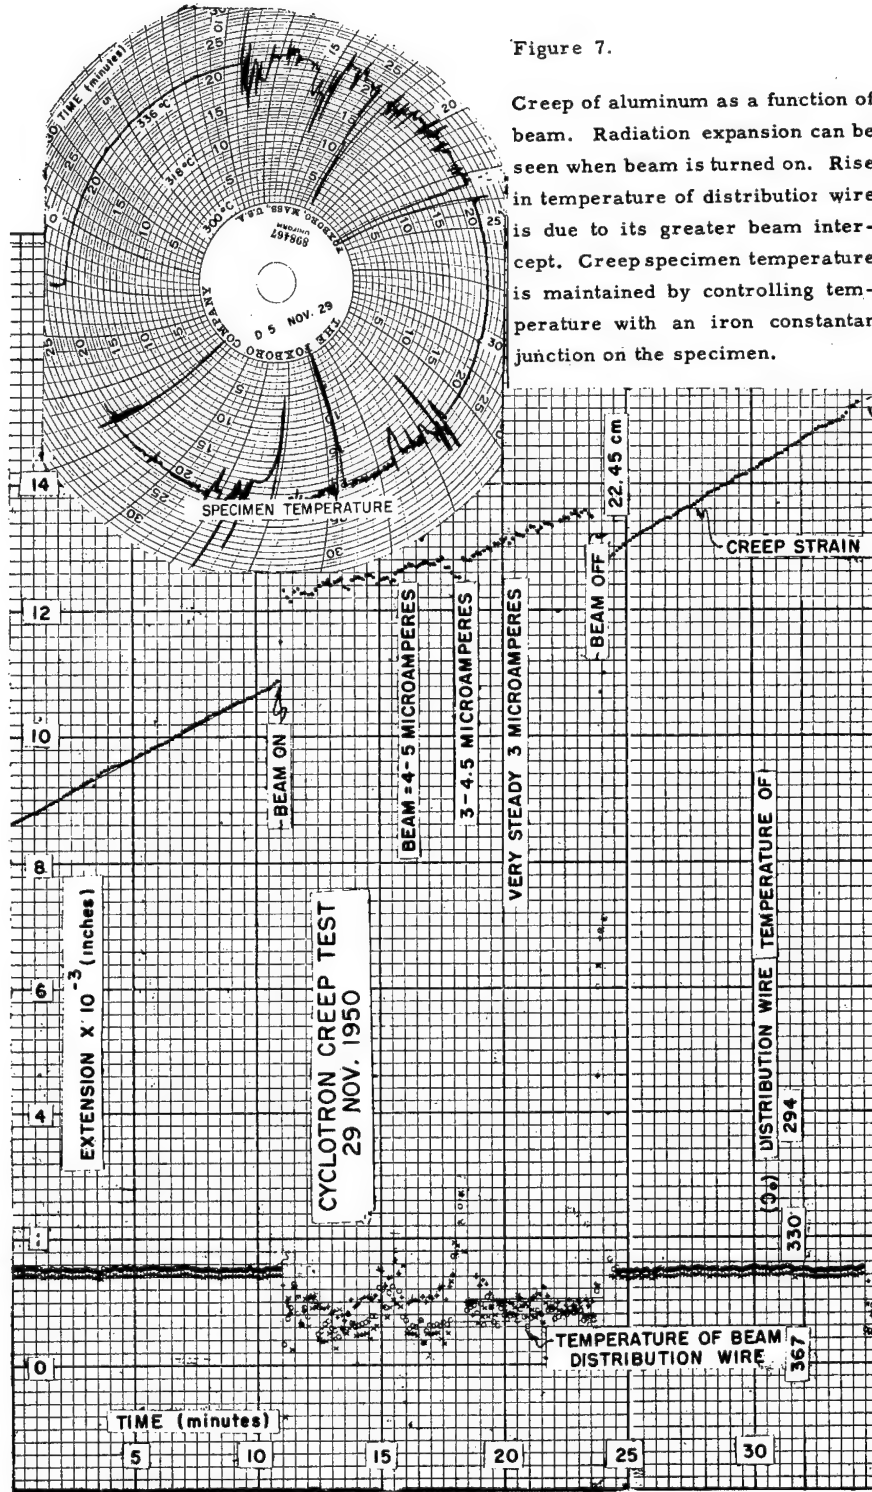 Figure 7.
Creep of aluminum as a function of
beam. Radiation expansion can be
seen when beam is turned on. Rise
in temperature of distributior wire
is due to its greater beam inter-
cept. Creep specimen temperature
is maintained by controlling tem-
perature with an iron constantar
junction on the specimen.
TIME (minutes)
336 °C
318 °C
300 °C
THE FOXBORO COMPANY
FOXBORO, MASS., U.S.A.
898467
UNIFORM
D 5 NOV. 29
SPECIMEN TEMPERATURE
22.45 cm
CREEP STRAIN
BEAM ON
BEAM = 4-5 MICROAMPERES
3-4.5 MICROAMPERES
VERY STEADY 3 MICROAMPERES
BEAM OFF
14
12
10
8
6
4
0
EXTENSION X 10⁻³ (inches)
CYCLOTRON CREEP TEST
29 NOV. 1950
TEMPERATURE OF
DISTRIBUTION WIRE
294
330
367
TEMPERATURE OF BEAM
DISTRIBUTION WIRE
TIME (minutes)
5 10 15 20 25 30